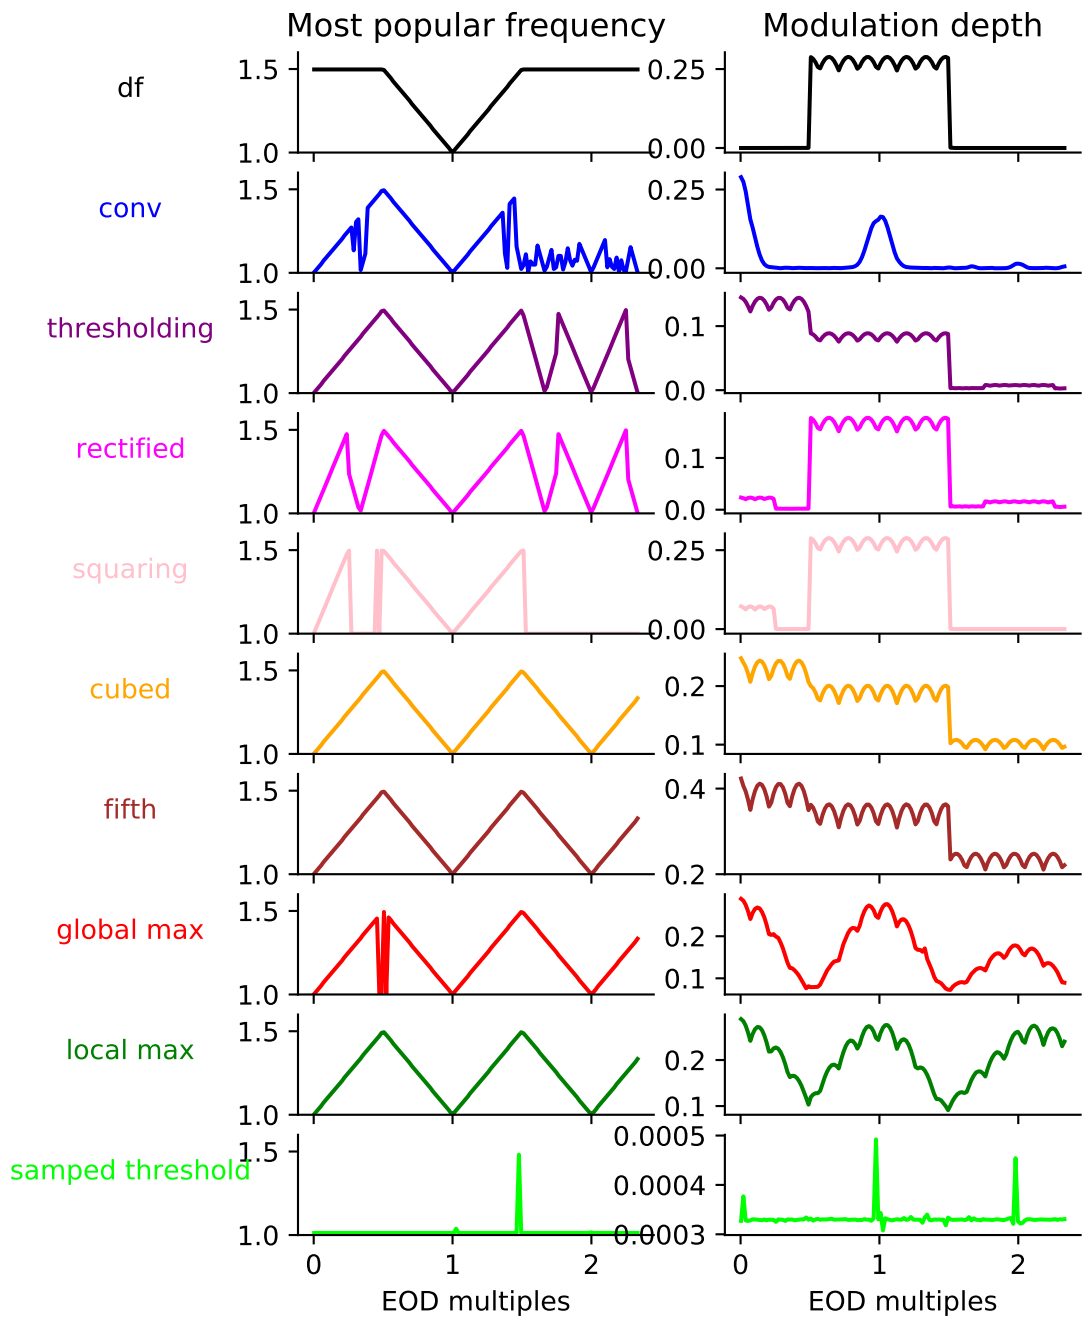 Most popular frequency Modulation depth
df 1.5 1.0 0.25 0.00
conv 1.5 1.0 0.25 0.00
thresholding 1.5 1.0 0.1 0.0
rectified 1.5 1.0 0.1 0.0
squaring 1.5 1.0 0.25 0.00
cubed 1.5 1.0 0.2 0.1
fifth 1.5 1.0 0.4 0.2
global max 1.5 1.0 0.2 0.1
local max 1.5 1.0 0.2 0.1
samped threshold 1.5 1.0 0.0005 0.0004 0.0003
0 1 2 0 1 2
EOD multiples EOD multiples